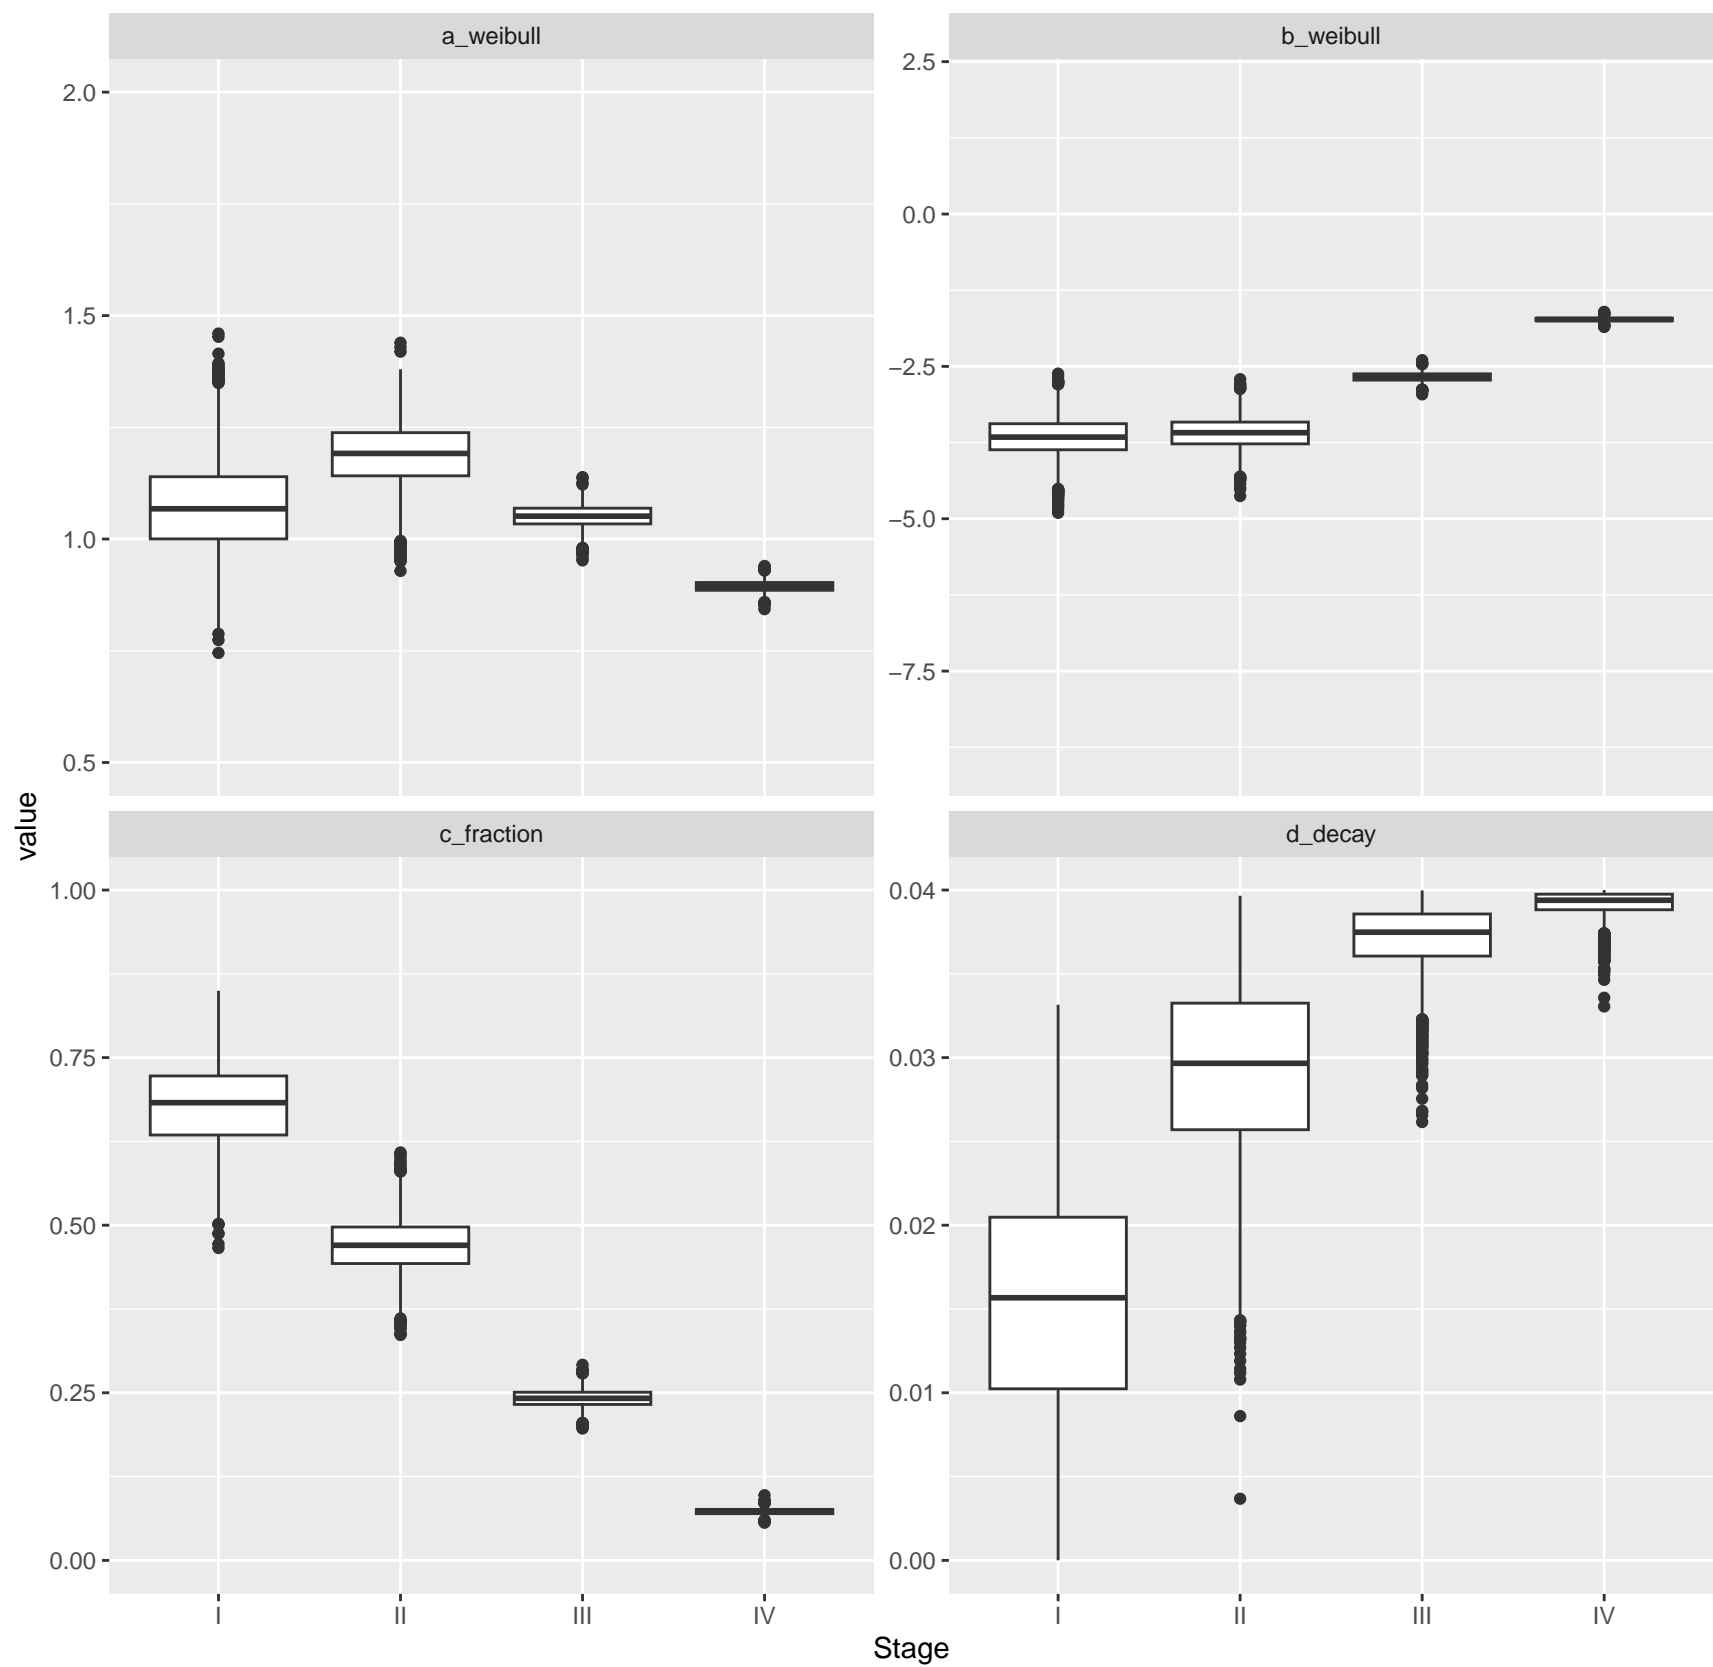 a_weibull
b_weibull
2.0
1.5
1.0
0.5
2.5
0.0
−2.5
−5.0
−7.5
value
c_fraction
d_decay
1.00
0.75
0.50
0.25
0.00
0.04
0.03
0.02
0.01
0.00
I II III IV
I II III IV
Stage